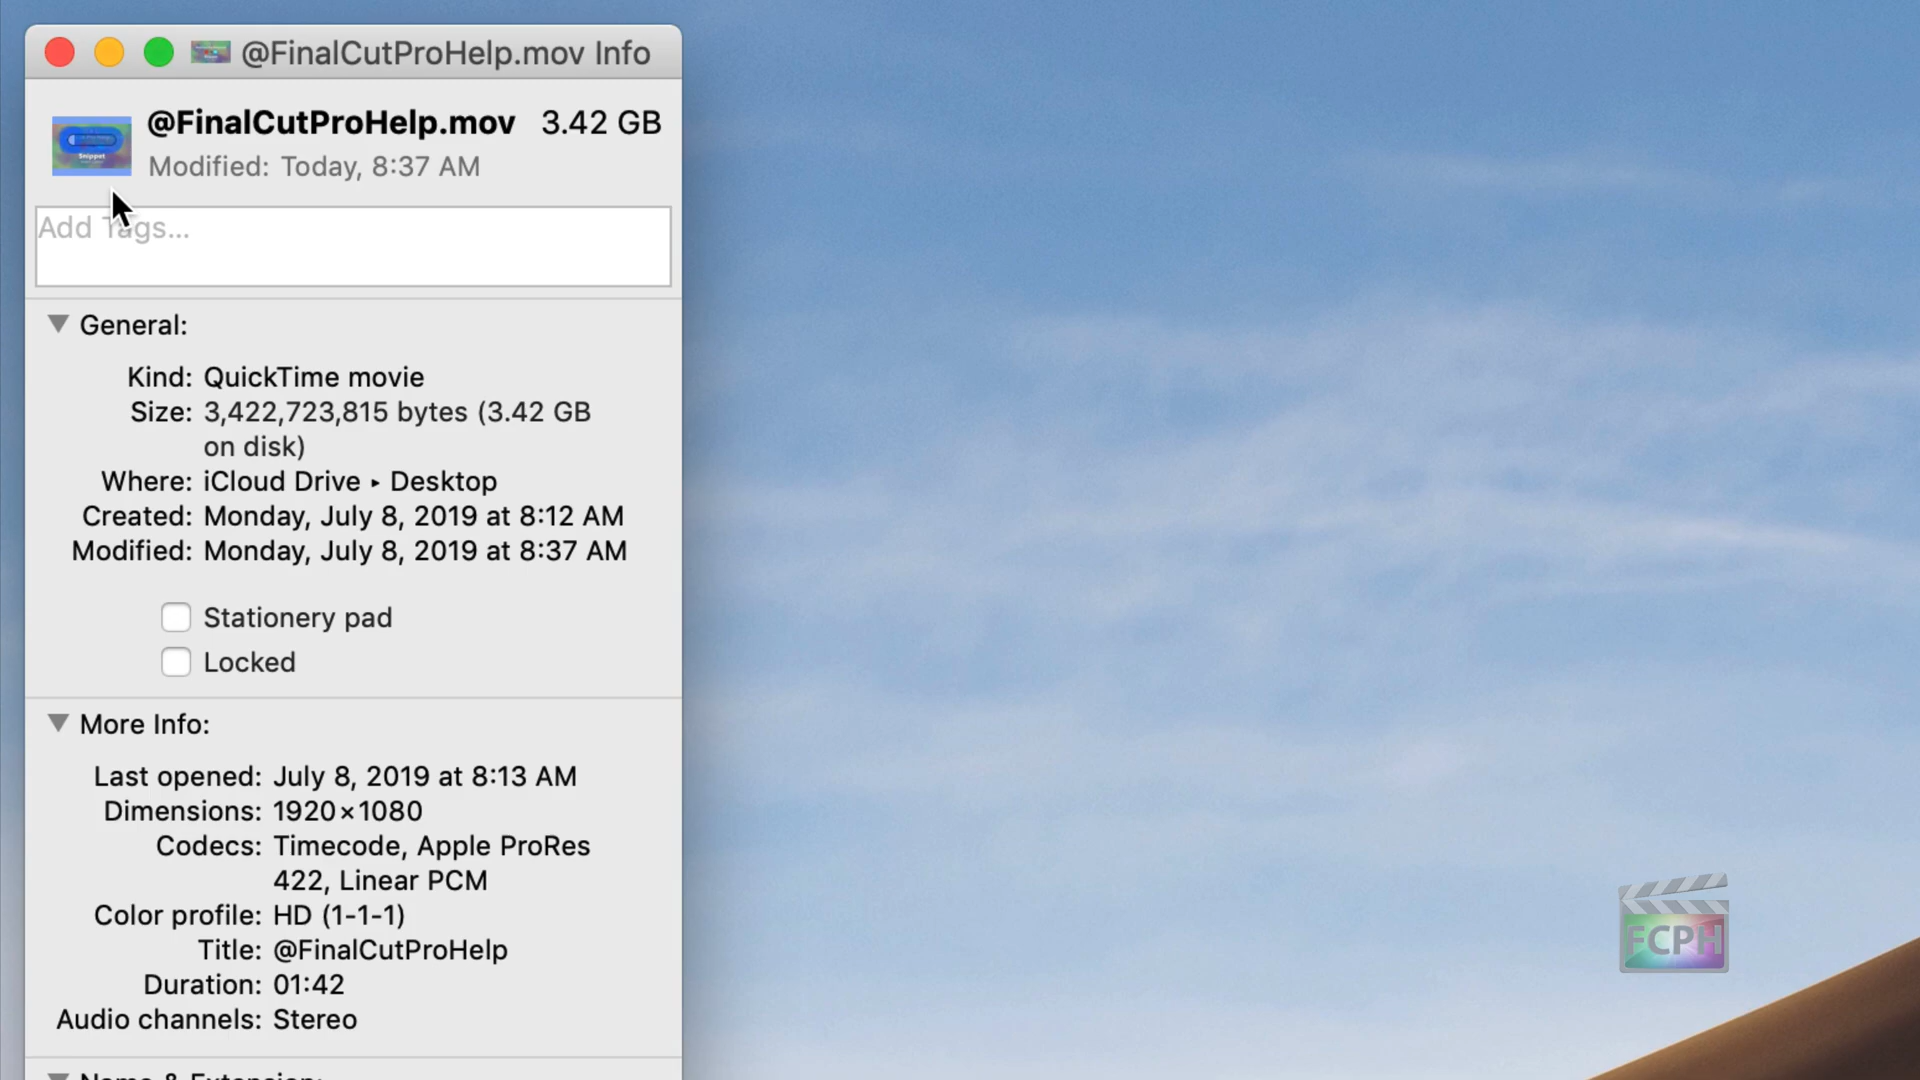 @FinalCutProHelp.mov Info
@FinalCutProHelp.mov 3.42 GB
Snippet
Modified: Today, 8:37 AM
Add Tags...
General:
Kind: QuickTime movie
Size: 3,422,723,815 bytes (3.42 GB
on disk)
Where: iCloud Drive ▸ Desktop
Created: Monday, July 8, 2019 at 8:12 AM
Modified: Monday, July 8, 2019 at 8:37 AM
Stationery pad
Locked
More Info:
Last opened: July 8, 2019 at 8:13 AM
Dimensions: 1920×1080
Codecs: Timecode, Apple ProRes
422, Linear PCM
Color profile: HD (1-1-1)
Title: @FinalCutProHelp
Duration: 01:42
Audio channels: Stereo
Name & Extension:
FCPH